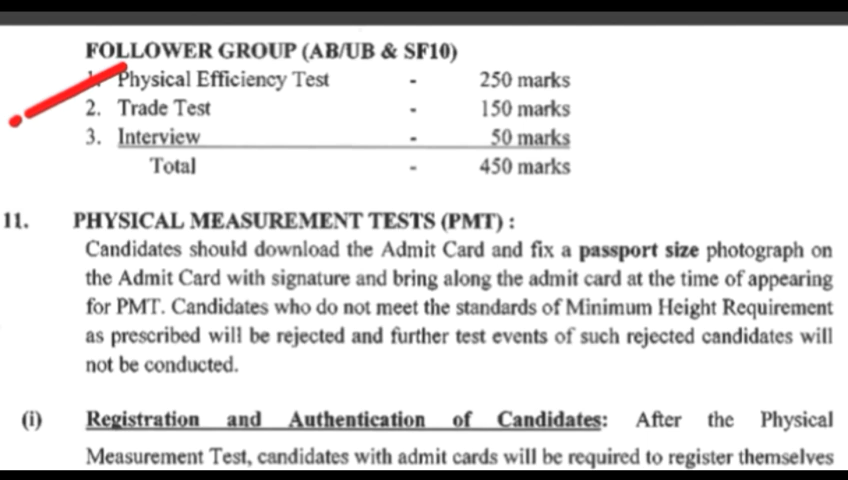 FOLLOWER GROUP (AB/UB & SF10)
1. Physical Efficiency Test - 250 marks
2. Trade Test - 150 marks
3. Interview - 50 marks
Total - 450 marks
11. PHYSICAL MEASUREMENT TESTS (PMT) :
Candidates should download the Admit Card and fix a passport size photograph on
the Admit Card with signature and bring along the admit card at the time of appearing
for PMT. Candidates who do not meet the standards of Minimum Height Requirement
as prescribed will be rejected and further test events of such rejected candidates will
not be conducted.
(i) Registration and Authentication of Candidates: After the Physical
Measurement Test, candidates with admit cards will be required to register themselves